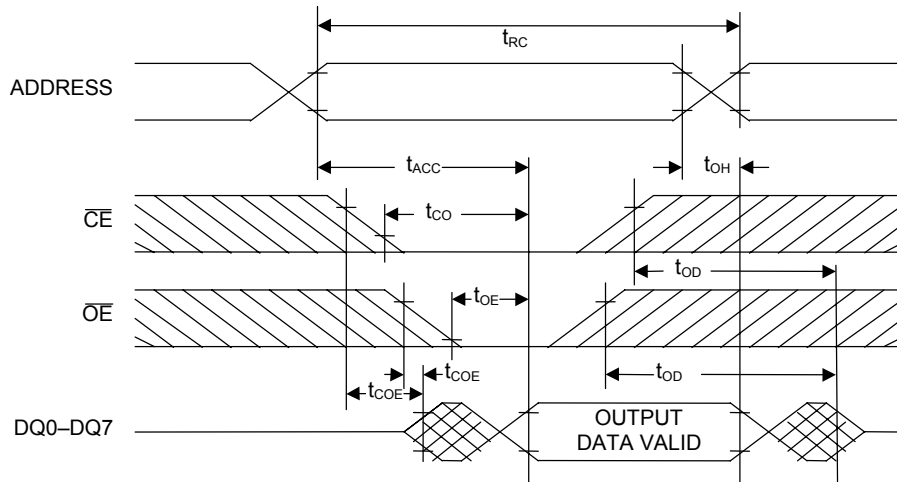 tRC
ADDRESS
tACC
tOH
CE
tCO
tOD
OE
tOE
tCOE
tOD
tCOE
DQ0–DQ7
OUTPUT
DATA VALID